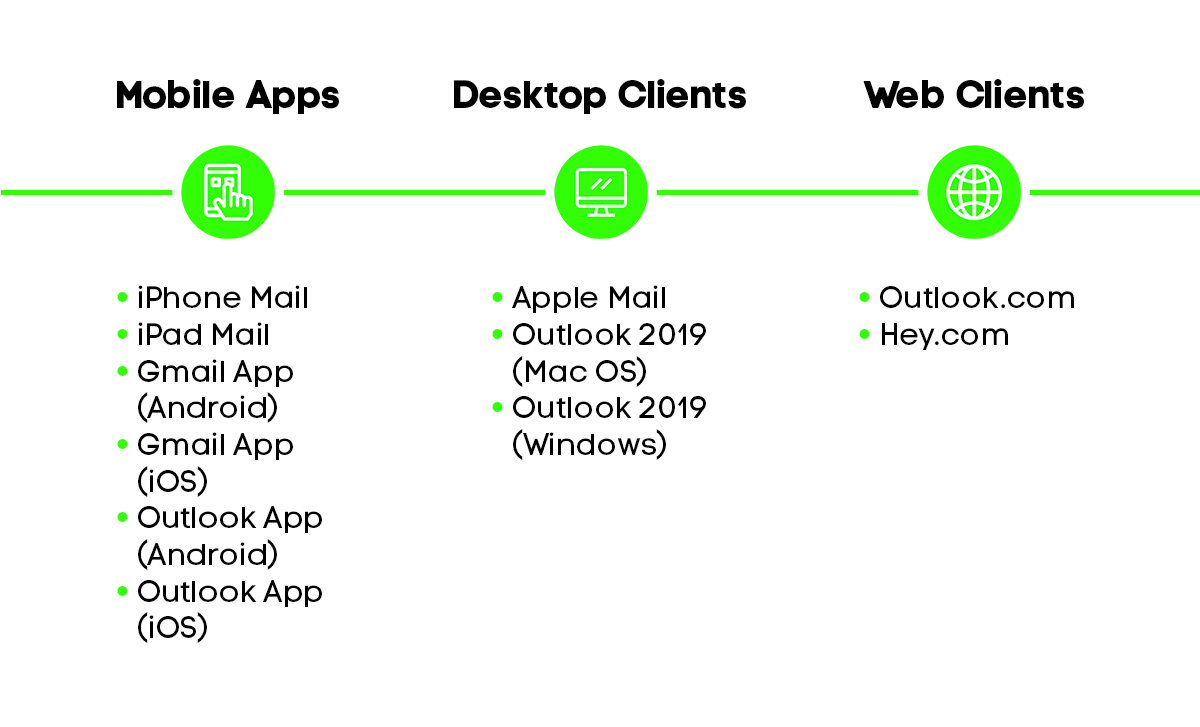 Mobile Apps
Desktop Clients
Web Clients
• iPhone Mail
• iPad Mail
• Gmail App
(Android)
• Gmail App
(iOS)
• Outlook App
(Android)
• Outlook App
(iOS)
• Apple Mail
• Outlook 2019
(Mac OS)
• Outlook 2019
(Windows)
• Outlook.com
• Hey.com